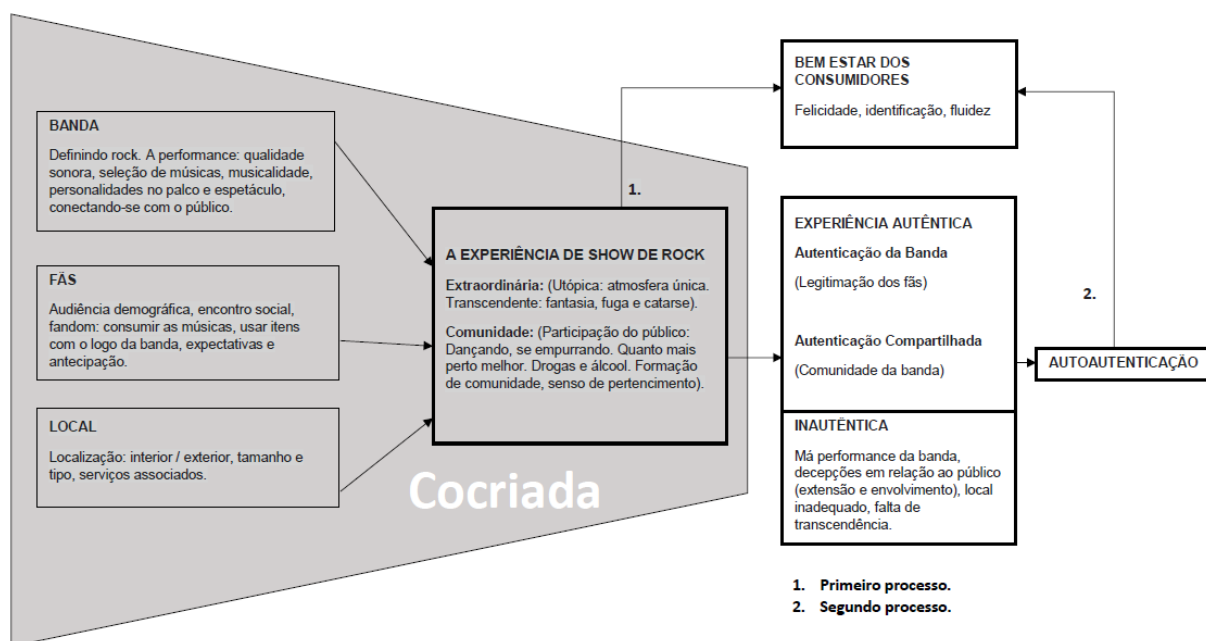 BANDA
Definindo rock. A performance: qualidade
sonora, seleção de músicas, musicalidade,
personalidades no palco e espetáculo,
conectando-se com o público.
FÃS
Audiência demográfica, encontro social,
fandom: consumir as músicas, usar itens
com o logo da banda, expectativas e
antecipação.
LOCAL
Localização: interior / exterior, tamanho e
tipo, serviços associados.
A EXPERIÊNCIA DE SHOW DE ROCK
Extraordinária: (Utópica: atmosfera única.
Transcendente: fantasia, fuga e catarse).
Comunidade: (Participação do público:
Dançando, se empurrando. Quanto mais
perto melhor. Drogas e álcool. Formação
de comunidade, senso de pertencimento).
Cocriada
1.
BEM ESTAR DOS
CONSUMIDORES
Felicidade, identificação, fluidez
EXPERIÊNCIA AUTÊNTICA
Autenticação da Banda
(Legitimação dos fãs)
Autenticação Compartilhada
(Comunidade da banda)
INAUTÊNTICA
Má performance da banda,
decepções em relação ao público
(extensão e envolvimento), local
inadequado, falta de
transcendência.
2.
AUTOAUTENTICAÇÃO
1. Primeiro processo.
2. Segundo processo.